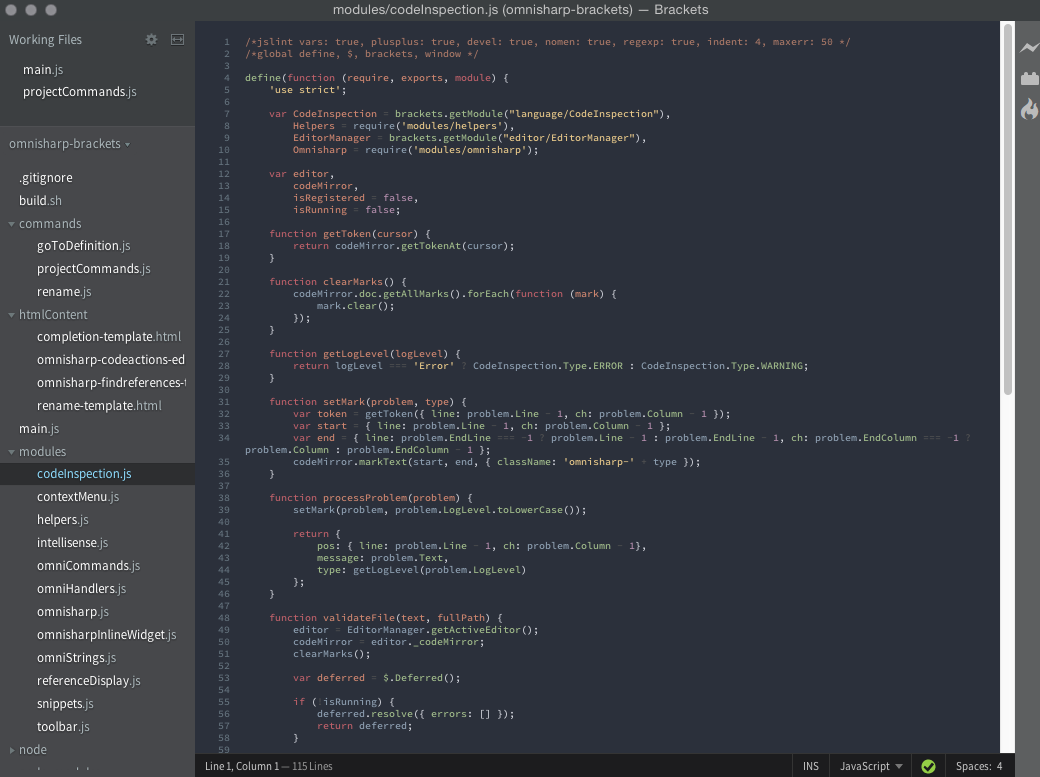 modules/codeInspection.js (omnisharp-brackets) — Brackets
Working Files
main.js
projectCommands.js
omnisharp-brackets
.gitignore
build.sh
commands
goToDefinition.js
projectCommands.js
rename.js
htmlContent
completion-template.html
omnisharp-codeactions-ed
omnisharp-findreferences-t
rename-template.html
main.js
modules
codeInspection.js
contextMenu.js
helpers.js
intellisense.js
omniCommands.js
omniHandlers.js
omnisharp.js
omnisharpInlineWidget.js
omniStrings.js
referenceDisplay.js
snippets.js
toolbar.js
node
1 /*jslint vars: true, plusplus: true, devel: true, nomen: true, regexp: true, indent: 4, maxerr: 50 */
2 /*global define, $, brackets, window */
3
4 define(function (require, exports, module) {
5     'use strict';
6
7     var CodeInspection = brackets.getModule("language/CodeInspection"),
8         Helpers = require('modules/helpers'),
9         EditorManager = brackets.getModule("editor/EditorManager"),
10         Omnisharp = require('modules/omnisharp');
11
12     var editor,
13         codeMirror,
14         isRegistered = false,
15         isRunning = false;
16
17     function getToken(cursor) {
18         return codeMirror.getTokenAt(cursor);
19     }
20
21     function clearMarks() {
22         codeMirror.doc.getAllMarks().forEach(function (mark) {
23             mark.clear();
24         });
25     }
26
27     function getLogLevel(logLevel) {
28         return logLevel === 'Error' ? CodeInspection.Type.ERROR : CodeInspection.Type.WARNING;
29     }
30
31     function setMark(problem, type) {
32         var token = getToken({ line: problem.Line - 1, ch: problem.Column - 1 });
33         var start = { line: problem.Line - 1, ch: problem.Column - 1 };
34         var end = { line: problem.EndLine === -1 ? problem.Line - 1 : problem.EndLine - 1, ch: problem.EndColumn === -1 ?
problem.Column : problem.EndColumn - 1 };
35         codeMirror.markText(start, end, { className: 'omnisharp-' + type });
36     }
37
38     function processProblem(problem) {
39         setMark(problem, problem.LogLevel.toLowerCase());
40
41         return {
42             pos: { line: problem.Line - 1, ch: problem.Column - 1},
43             message: problem.Text,
44             type: getLogLevel(problem.LogLevel)
45         };
46     }
47
48     function validateFile(text, fullPath) {
49         editor = EditorManager.getActiveEditor();
50         codeMirror = editor._codeMirror;
51         clearMarks();
52
53         var deferred = $.Deferred();
54
55         if (!isRunning) {
56             deferred.resolve({ errors: [] });
57             return deferred;
58         }
59
Line 1, Column 1 — 115 Lines
INS
JavaScript
Spaces: 4